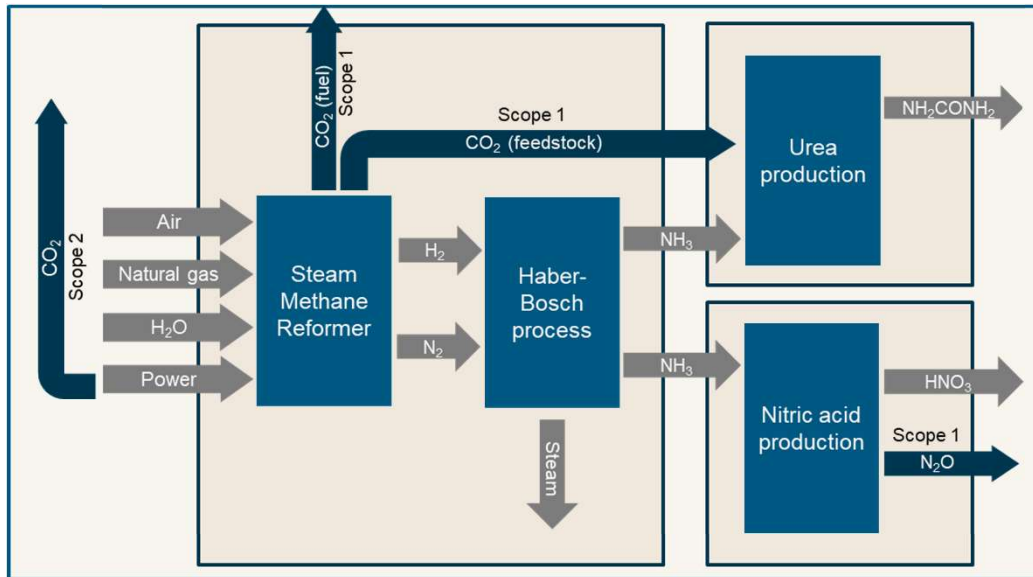 CO₂
Scope 2
Air
Natural gas
H₂O
Power
CO₂ (fuel)
Scope 1
Scope 1
CO₂ (feedstock)
Steam
Methane
Reformer
H₂
N₂
Haber-
Bosch
process
Steam
NH₃
NH₃
Urea
production
NH₂CONH₂
Nitric acid
production
HNO₃
Scope 1
N₂O